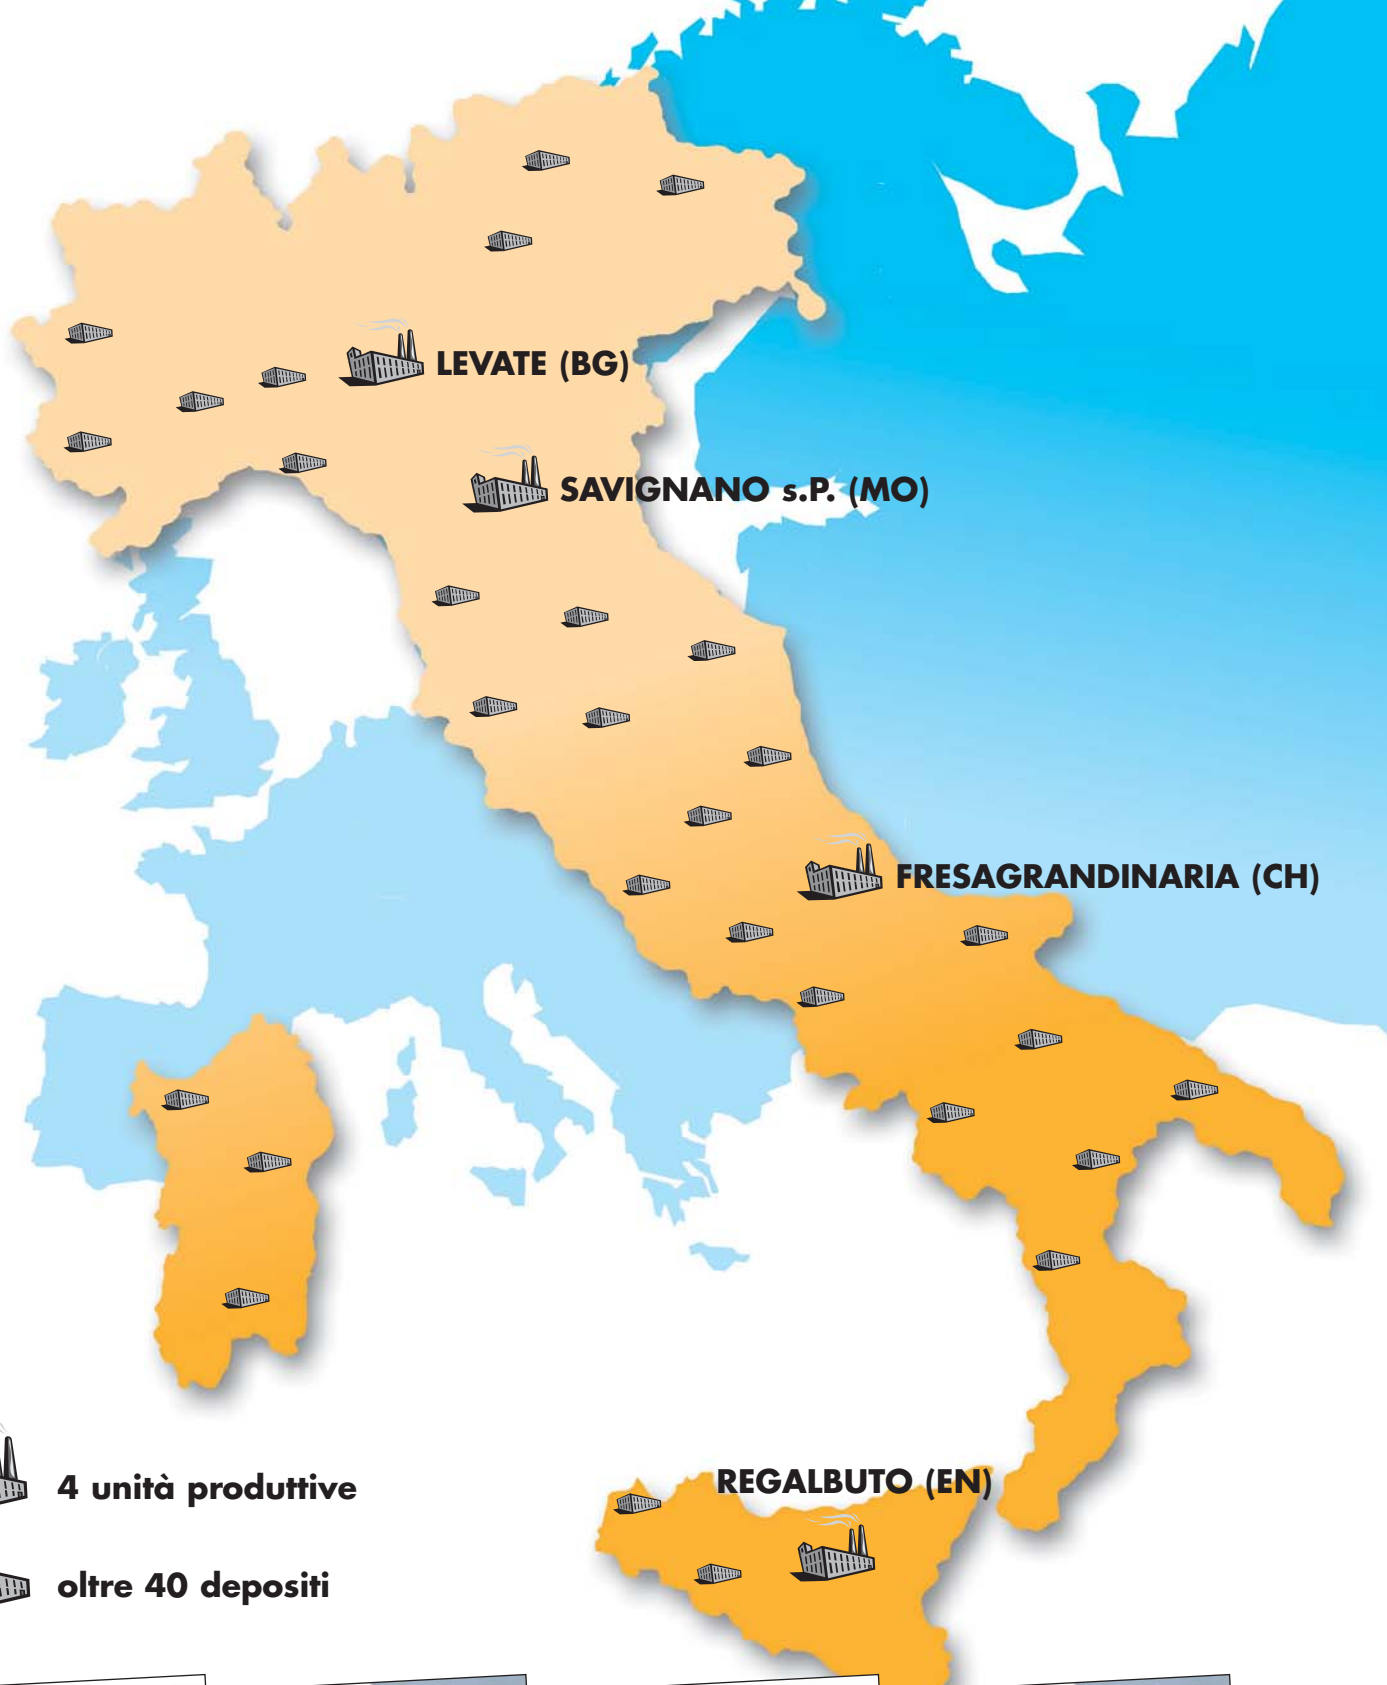 LEVATE (BG)
SAVIGNANO s.P. (MO)
FRESAGRANDINARIA (CH)
REGALBUTO (EN)
4 unità produttive
oltre 40 depositi